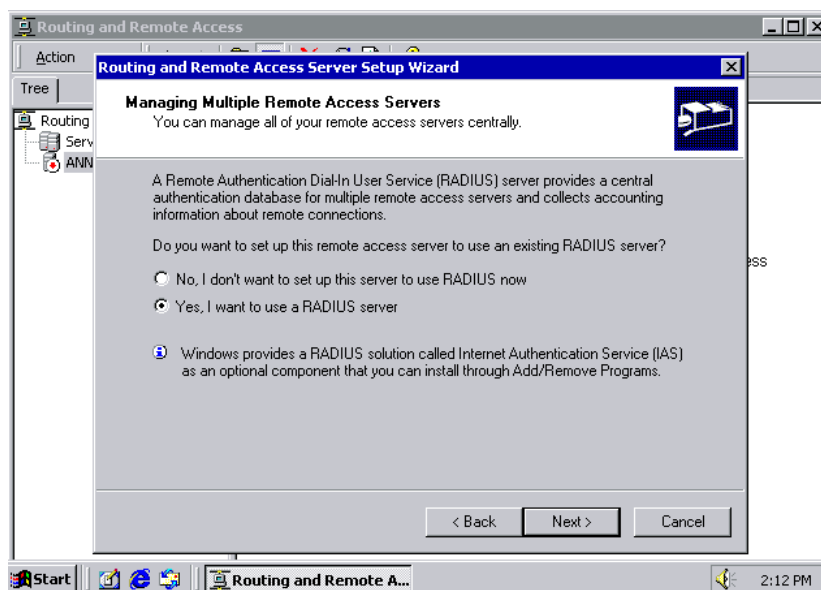 Routing and Remote Access
Action
Tree
Routing
Serv
ANN
Routing and Remote Access Server Setup Wizard
Managing Multiple Remote Access Servers
You can manage all of your remote access servers centrally.
A Remote Authentication Dial-In User Service (RADIUS) server provides a central
authentication database for multiple remote access servers and collects accounting
information about remote connections.
Do you want to set up this remote access server to use an existing RADIUS server?
No, I don't want to set up this server to use RADIUS now
Yes, I want to use a RADIUS server
Windows provides a RADIUS solution called Internet Authentication Service (IAS)
as an optional component that you can install through Add/Remove Programs.
ess
< Back
Next >
Cancel
Start
Routing and Remote A...
2:12 PM